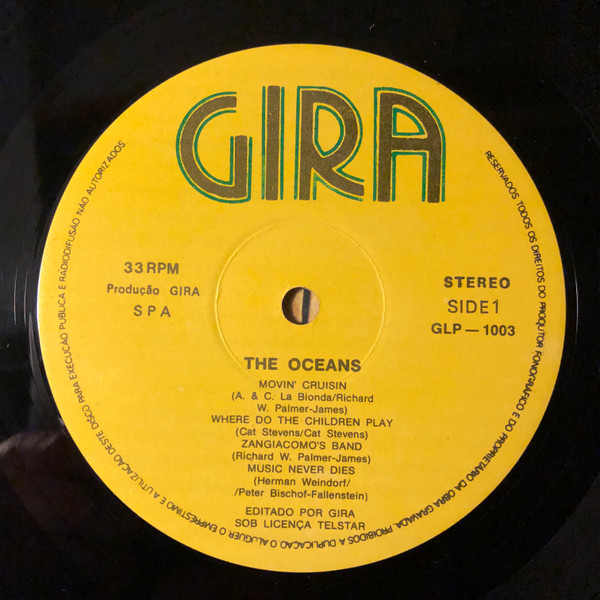 GIRA
33 RPM
Produção GIRA
SPA
STEREO
SIDE 1
GLP — 1003
THE OCEANS
MOVIN' CRUISIN
(A. & C. La Bionda/Richard
W. Palmer-James)
WHERE DO THE CHILDREN PLAY
(Cat Stevens/Cat Stevens)
ZANGIACOMO'S BAND
(Richard W. Palmer-James)
MUSIC NEVER DIES
(Herman Weindorf/
/Peter Bischof-Fallenstein)
EDITADO POR GIRA
SOB LICENÇA TELSTAR
RESERVADOS TODOS OS DIREITOS DO PRODUTOR FONOGRÁFICO E DO PROPRIETÁRIO DA OBRA GRAVADA. PROIBIDOS A DUPLICAÇÃO O ALUGUER O EMPRÉSTIMO E A UTILIZAÇÃO DESTE DISCO PARA EXECUÇÃO PUBLICA E RÁDIODIFUSÃO NÃO AUTORIZADOS